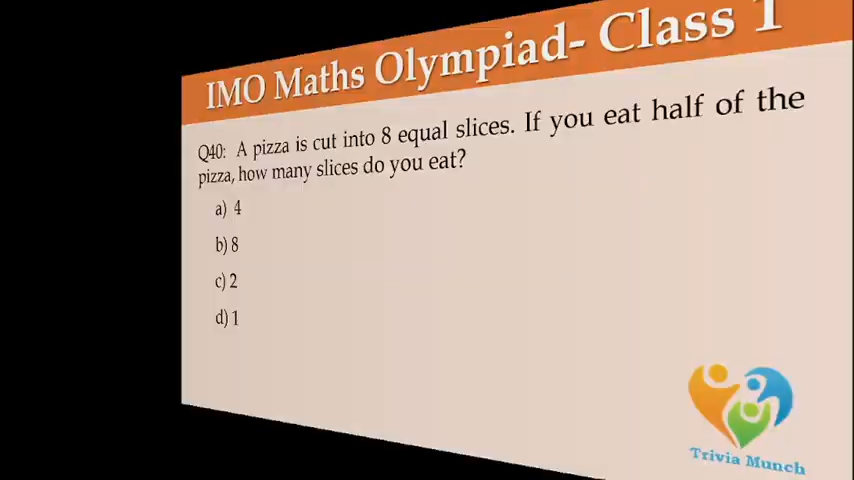 IMO Maths Olympiad- Class 1
Q40: A pizza is cut into 8 equal slices. If you eat half of the
pizza, how many slices do you eat?
a) 4
b) 8
c) 2
d) 1
Trivia Munch